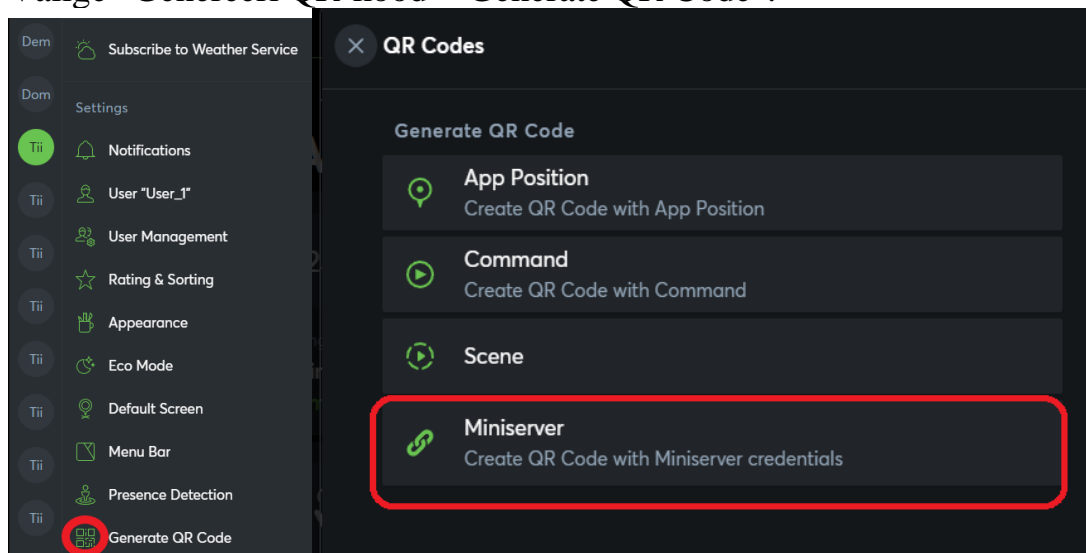 Dem
Subscribe to Weather Service
Dom
Settings
Tii
Notifications
Tii
User "User_1"
User Management
Tii
Rating & Sorting
Tii
Appearance
Tii
Eco Mode
Tii
Default Screen
Tii
Menu Bar
Presence Detection
Tii
Generate QR Code
QR Codes
Generate QR Code
App Position
Create QR Code with App Position
Command
Create QR Code with Command
Scene
Miniserver
Create QR Code with Miniserver credentials